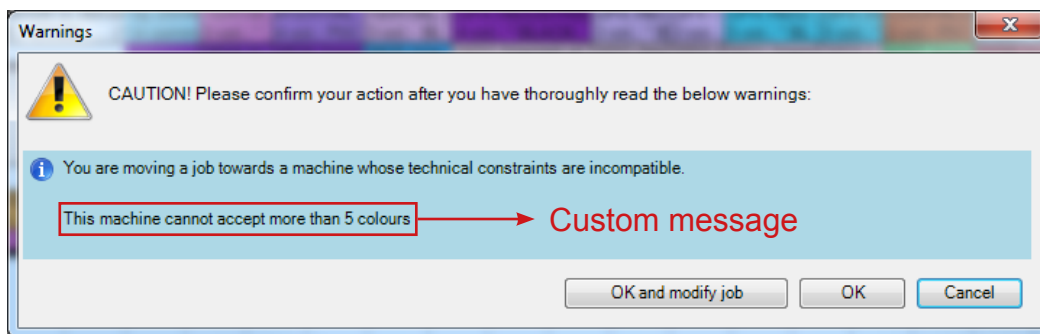 Warnings
CAUTION! Please confirm your action after you have thoroughly read the below warnings:
You are moving a job towards a machine whose technical constraints are incompatible.
This machine cannot accept more than 5 colours
Custom message
OK and modify job
OK
Cancel